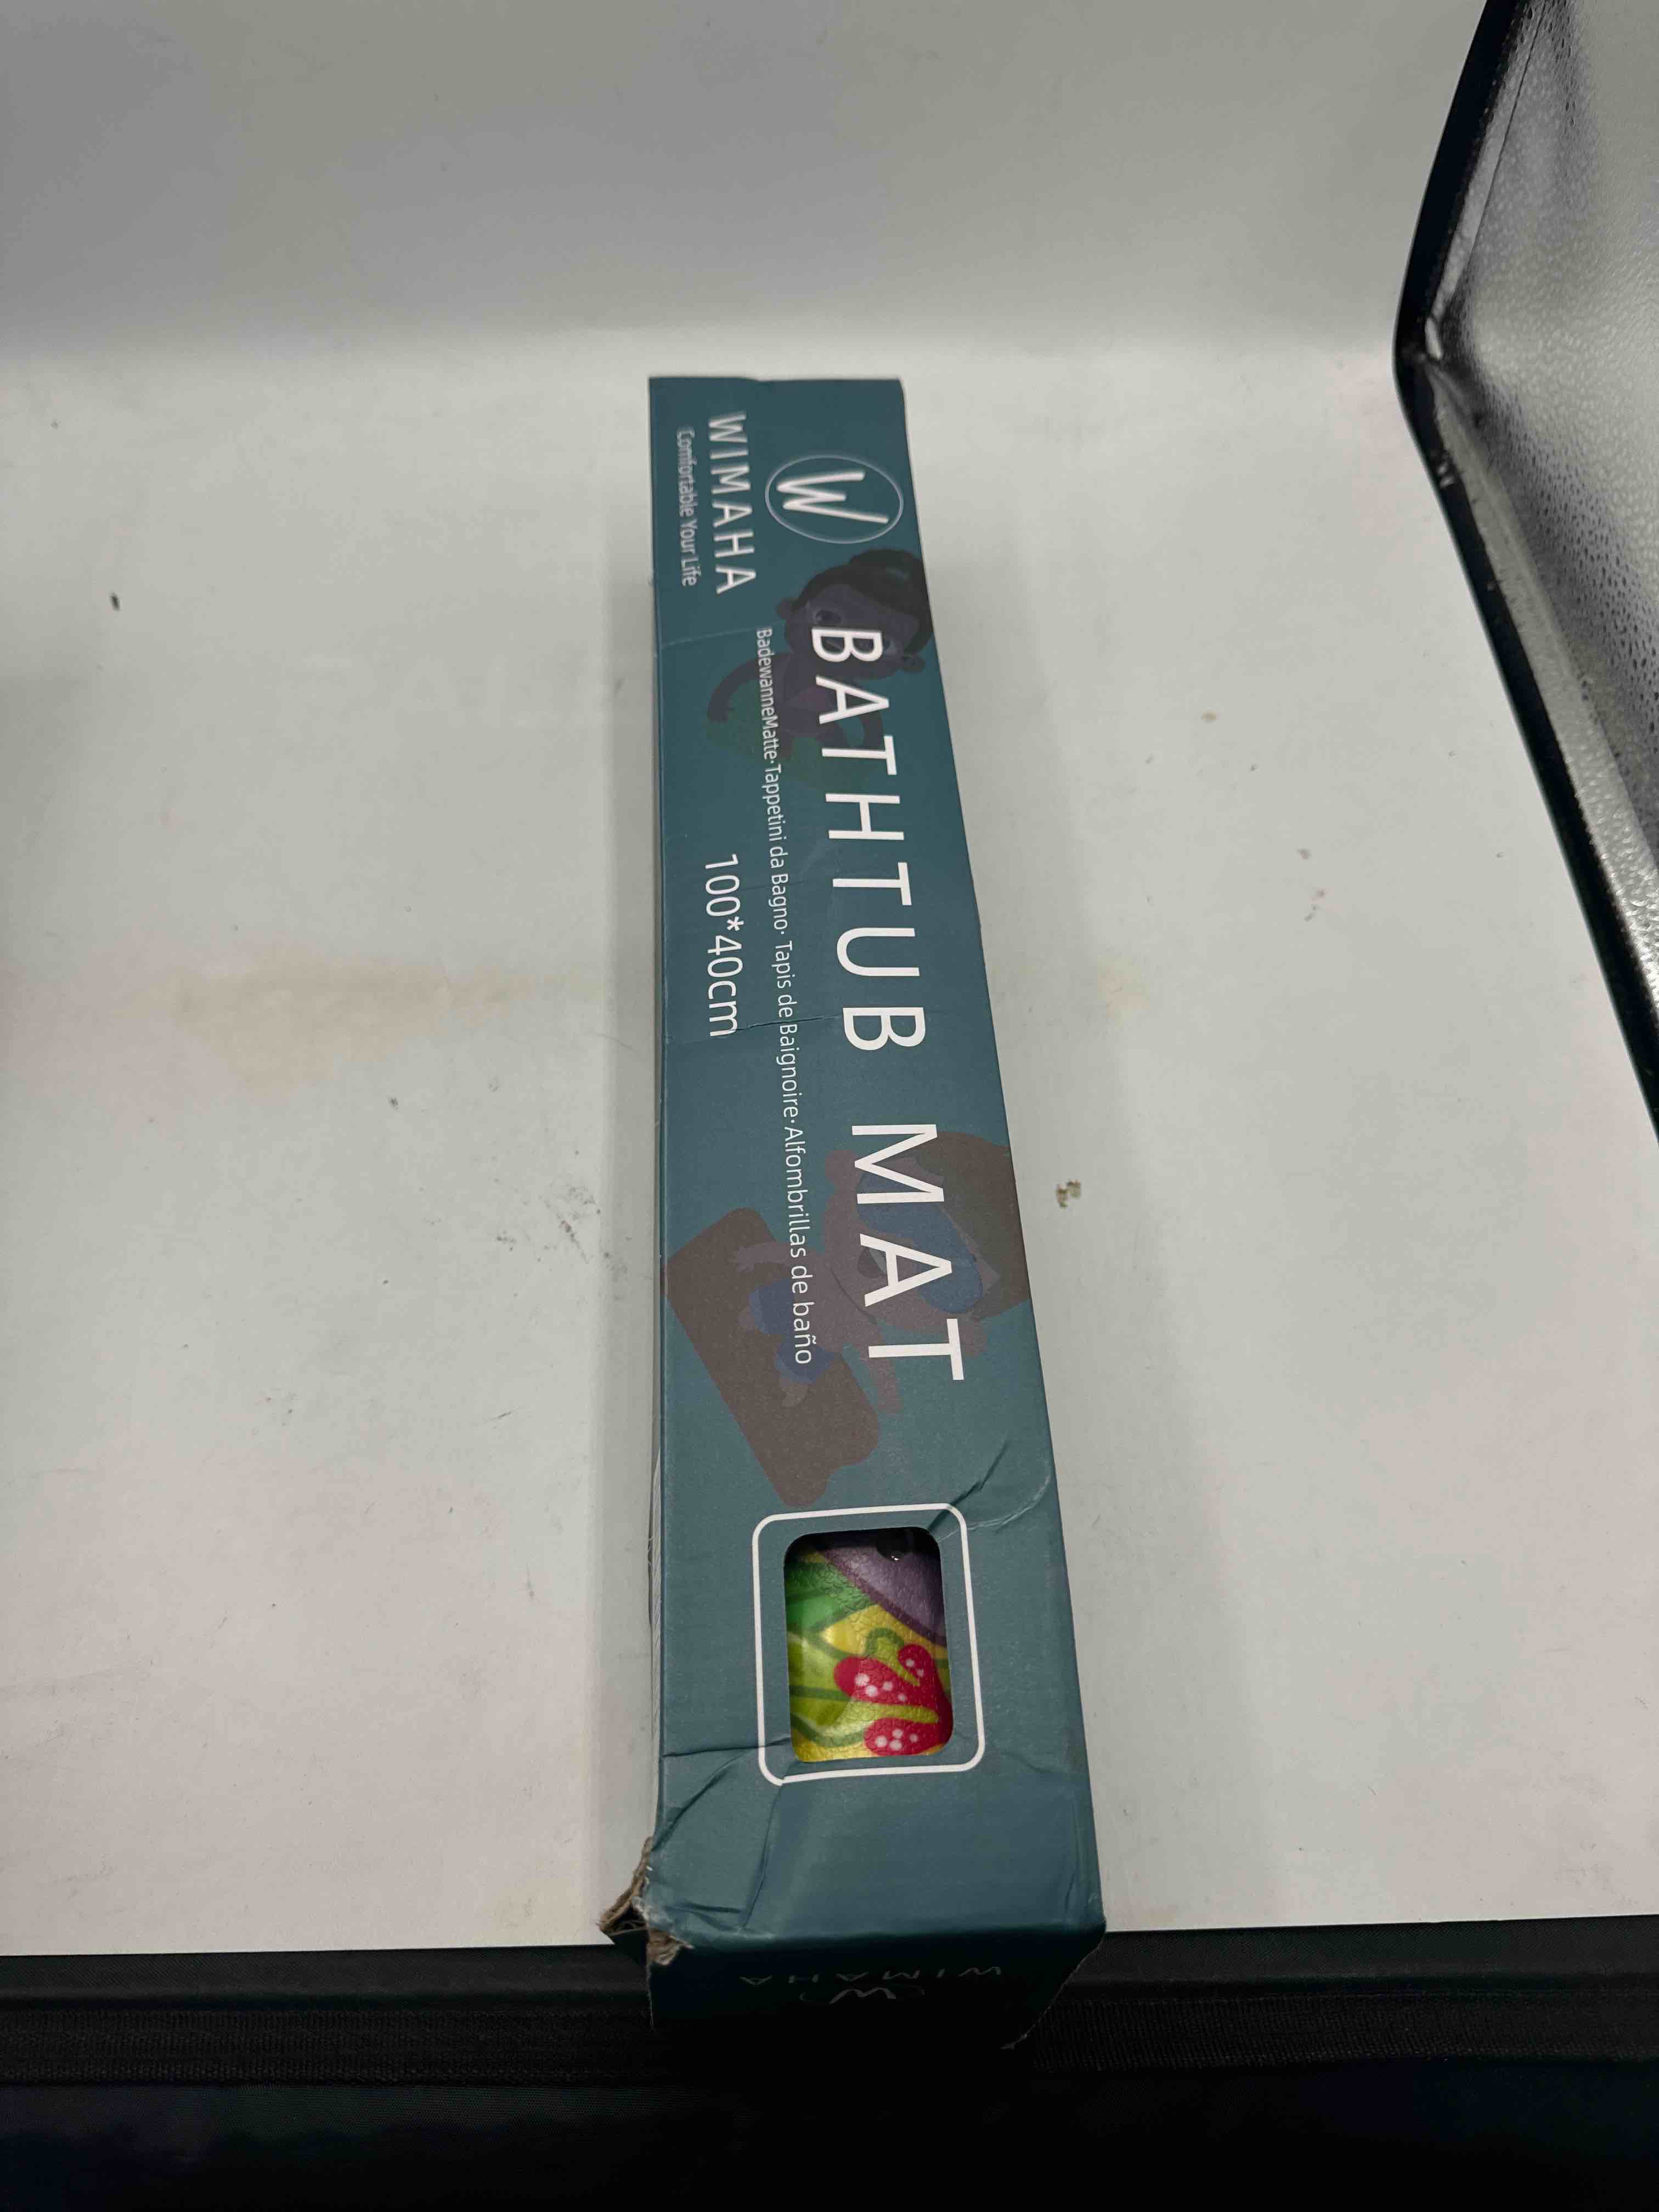 W
WIMAHA
Comfortable Your Life
BATHTUB MAT
BadewanneMatte·Tappetini da Bagno· Tapis de Baignoire·Alfombrillas de baño
100*40cm
W
WIMAHA